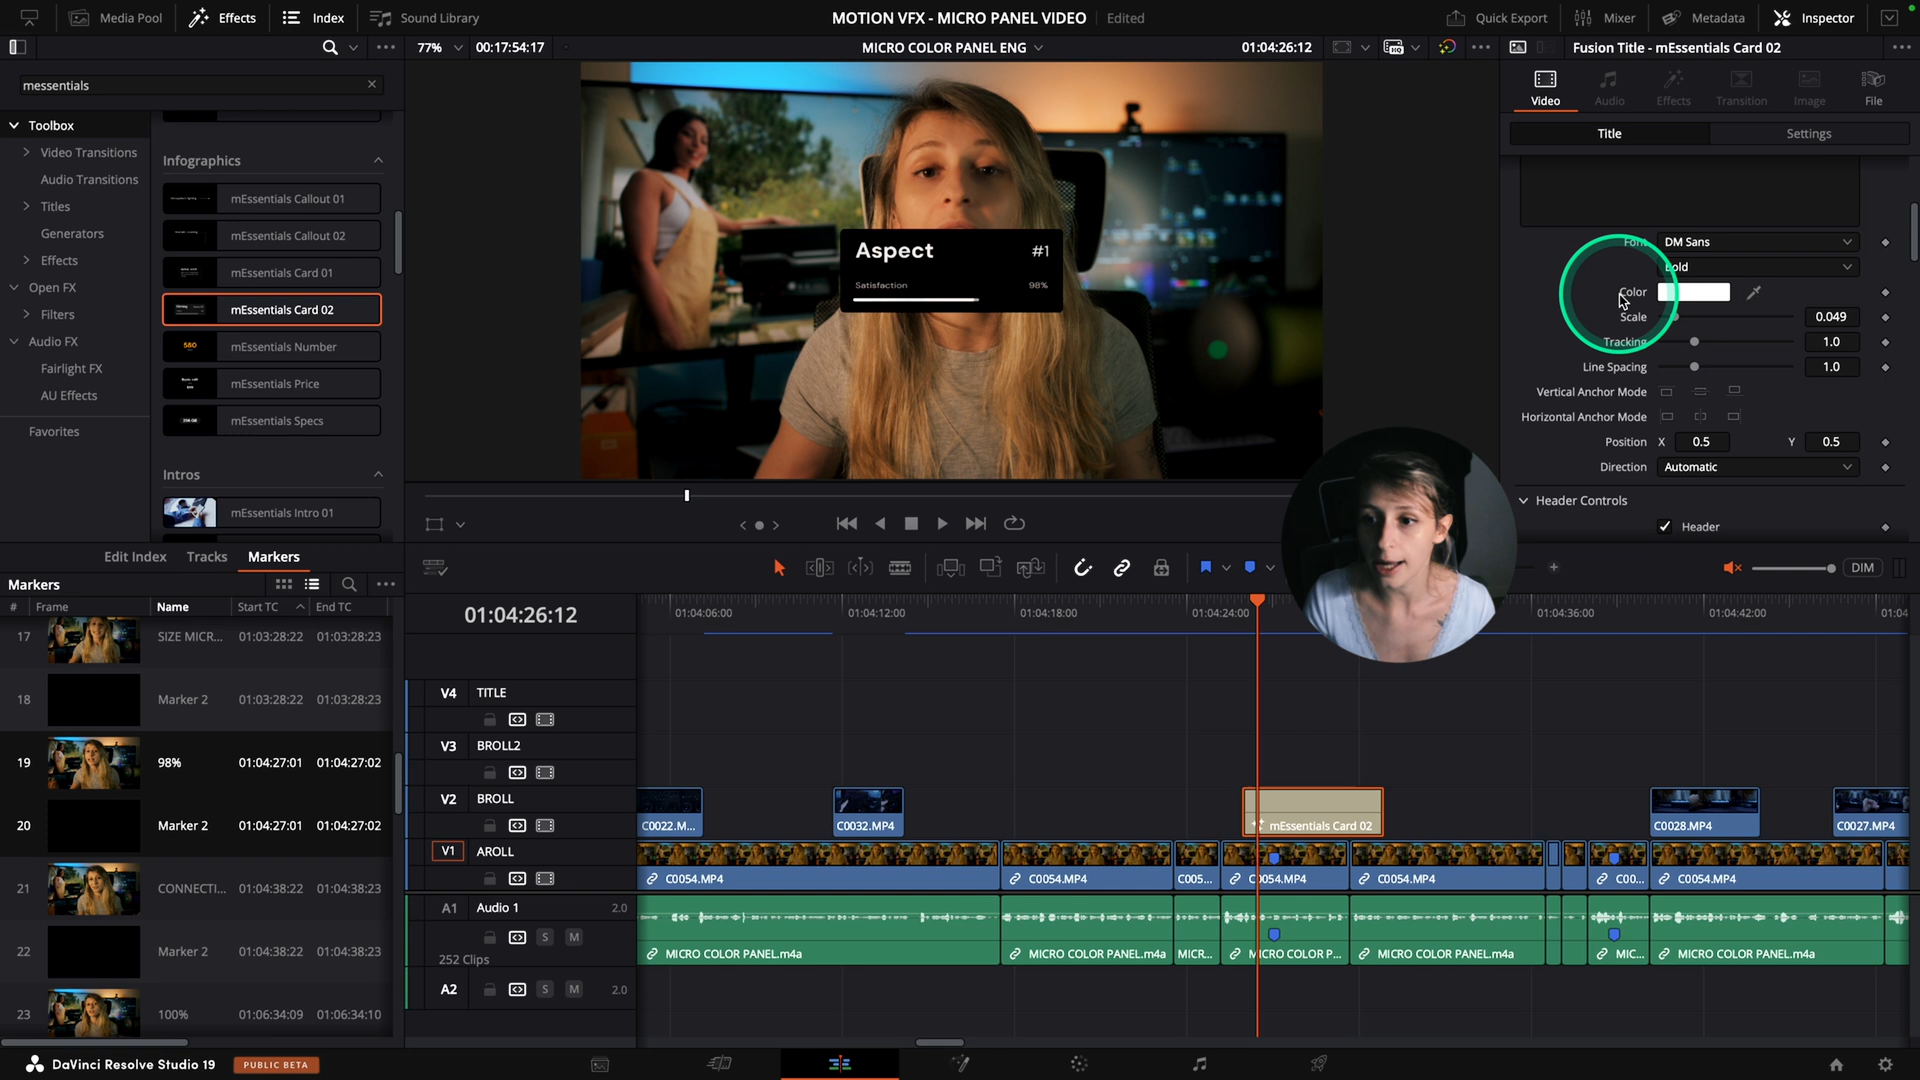 Media Pool
Effects
Index
Sound Library
MOTION VFX - MICRO PANEL VIDEO
Edited
Quick Export
Mixer
Metadata
Inspector
77%
00:17:54:17
MICRO COLOR PANEL ENG
01:04:26:12
Fusion Title - mEssentials Card 02
messentials
Video
Audio
Effects
Transition
Image
File
Title
Settings
Toolbox
Video Transitions
Audio Transitions
Titles
Generators
Effects
Open FX
Filters
Audio FX
Fairlight FX
AU Effects
Favorites
Infographics
mEssentials Callout 01
mEssentials Callout 02
mEssentials Card 01
mEssentials Card 02
580
mEssentials Number
mEssentials Price
mEssentials Specs
Intros
mEssentials Intro 01
Aspect #1
Satisfaction 98%
Font DM Sans
Bold
Color
Scale 0.049
Tracking 1.0
Line Spacing 1.0
Vertical Anchor Mode
Horizontal Anchor Mode
Position X 0.5 Y 0.5
Direction Automatic
Header Controls
Header
Edit Index
Tracks
Markers
Markers
# Frame Name Start TC End TC
17 SIZE MICR... 01:03:28:22 01:03:28:23
18 Marker 2 01:03:28:22 01:03:28:23
19 98% 01:04:27:01 01:04:27:02
20 Marker 2 01:04:27:01 01:04:27:02
21 CONNECTI... 01:04:38:22 01:04:38:23
22 Marker 2 01:04:38:22 01:04:38:23
23 100% 01:06:34:09 01:06:34:10
DIM
01:04:26:12
01:04:06:00
01:04:12:00
01:04:18:00
01:04:24:00
01:04:36:00
01:04:42:00
01:04
V4 TITLE
V3 BROLL2
V2 BROLL
C0022.M...
C0032.MP4
mEssentials Card 02
C0028.MP4
C0027.MP4
V1 AROLL
C0054.MP4
C0054.MP4
C005...
C0054.MP4
C0054.MP4
C00...
C0054.MP4
A1 Audio 1 2.0
S M
252 Clips
MICRO COLOR PANEL.m4a
MICRO COLOR PANEL.m4a
MICR...
MICRO COLOR P...
MICRO COLOR PANEL.m4a
MIC...
MICRO COLOR PANEL.m4a
A2 S M 2.0
DaVinci Resolve Studio 19
PUBLIC BETA